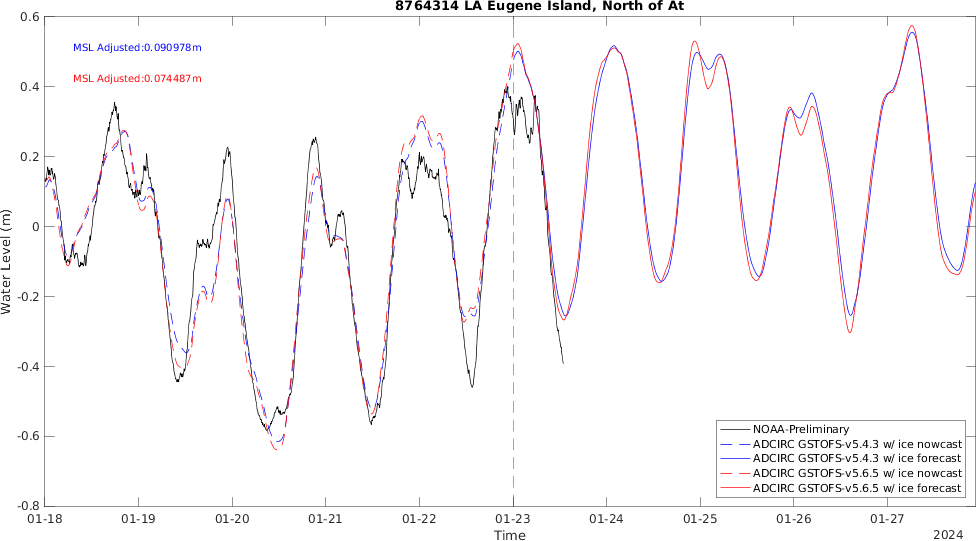 8764314 LA Eugene Island, North of At
MSL Adjusted:0.090978m
MSL Adjusted:0.074487m
Water Level (m)
0.6
0.4
0.2
0
-0.2
-0.4
-0.6
-0.8
NOAA-Preliminary
ADCIRC GSTOFS-v5.4.3 w/ ice nowcast
ADCIRC GSTOFS-v5.4.3 w/ ice forecast
ADCIRC GSTOFS-v5.6.5 w/ ice nowcast
ADCIRC GSTOFS-v5.6.5 w/ ice forecast
01-18 01-19 01-20 01-21 01-22 01-23 01-24 01-25 01-26 01-27
Time
2024